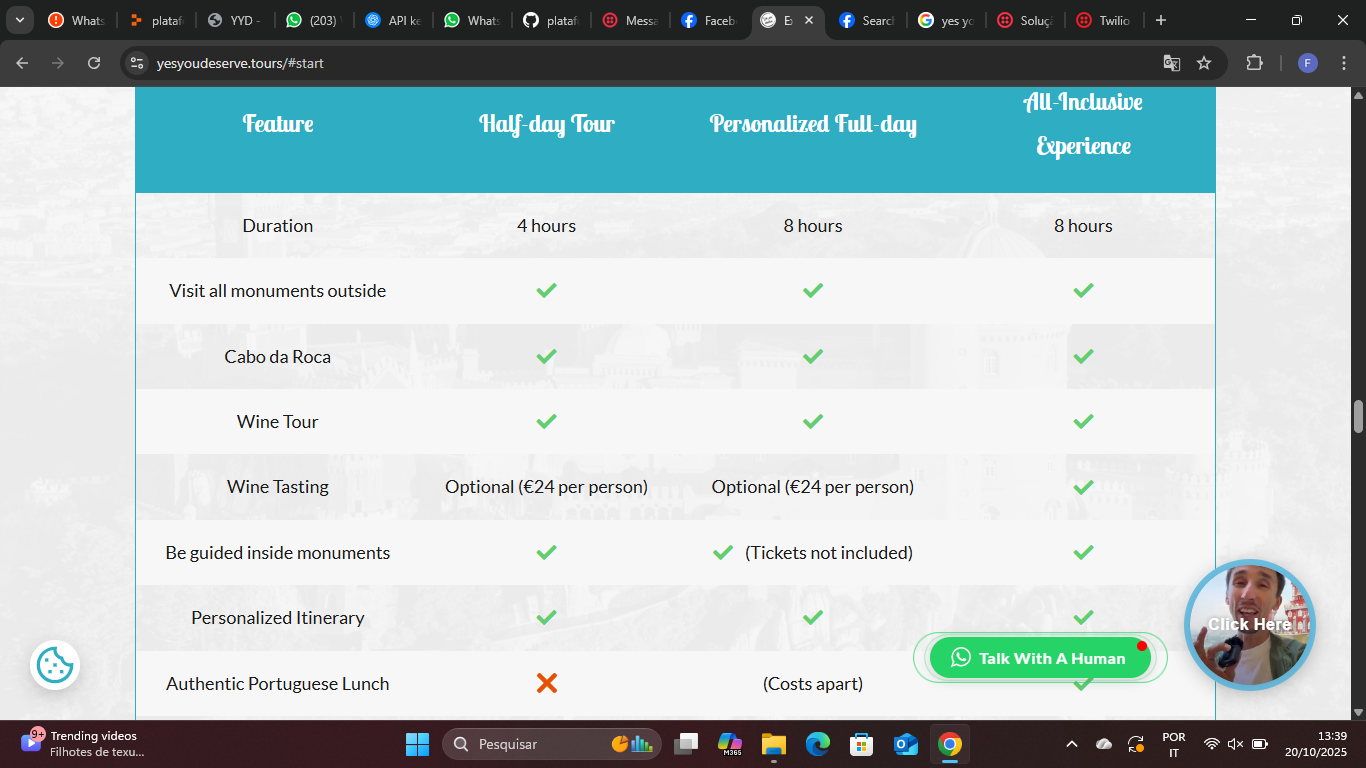 Whats
plataf
YYD -
(203)
API ke
Whats
plataf
Messa
Faceb
E
Searc
yes yo
Soluç
Twilio
yesyoudeserve.tours/#start
F
Feature
Half-day Tour
Personalized Full-day
All-Inclusive
Experience
Duration
4 hours
8 hours
8 hours
Visit all monuments outside
Cabo da Roca
Wine Tour
Wine Tasting
Optional (€24 per person)
Optional (€24 per person)
Be guided inside monuments
(Tickets not included)
Personalized Itinerary
Click Here
Talk With A Human
Authentic Portuguese Lunch
(Costs apart)
9+
Trending videos
Filhotes de texu...
Pesquisar
M365
POR
IT
13:39
20/10/2025